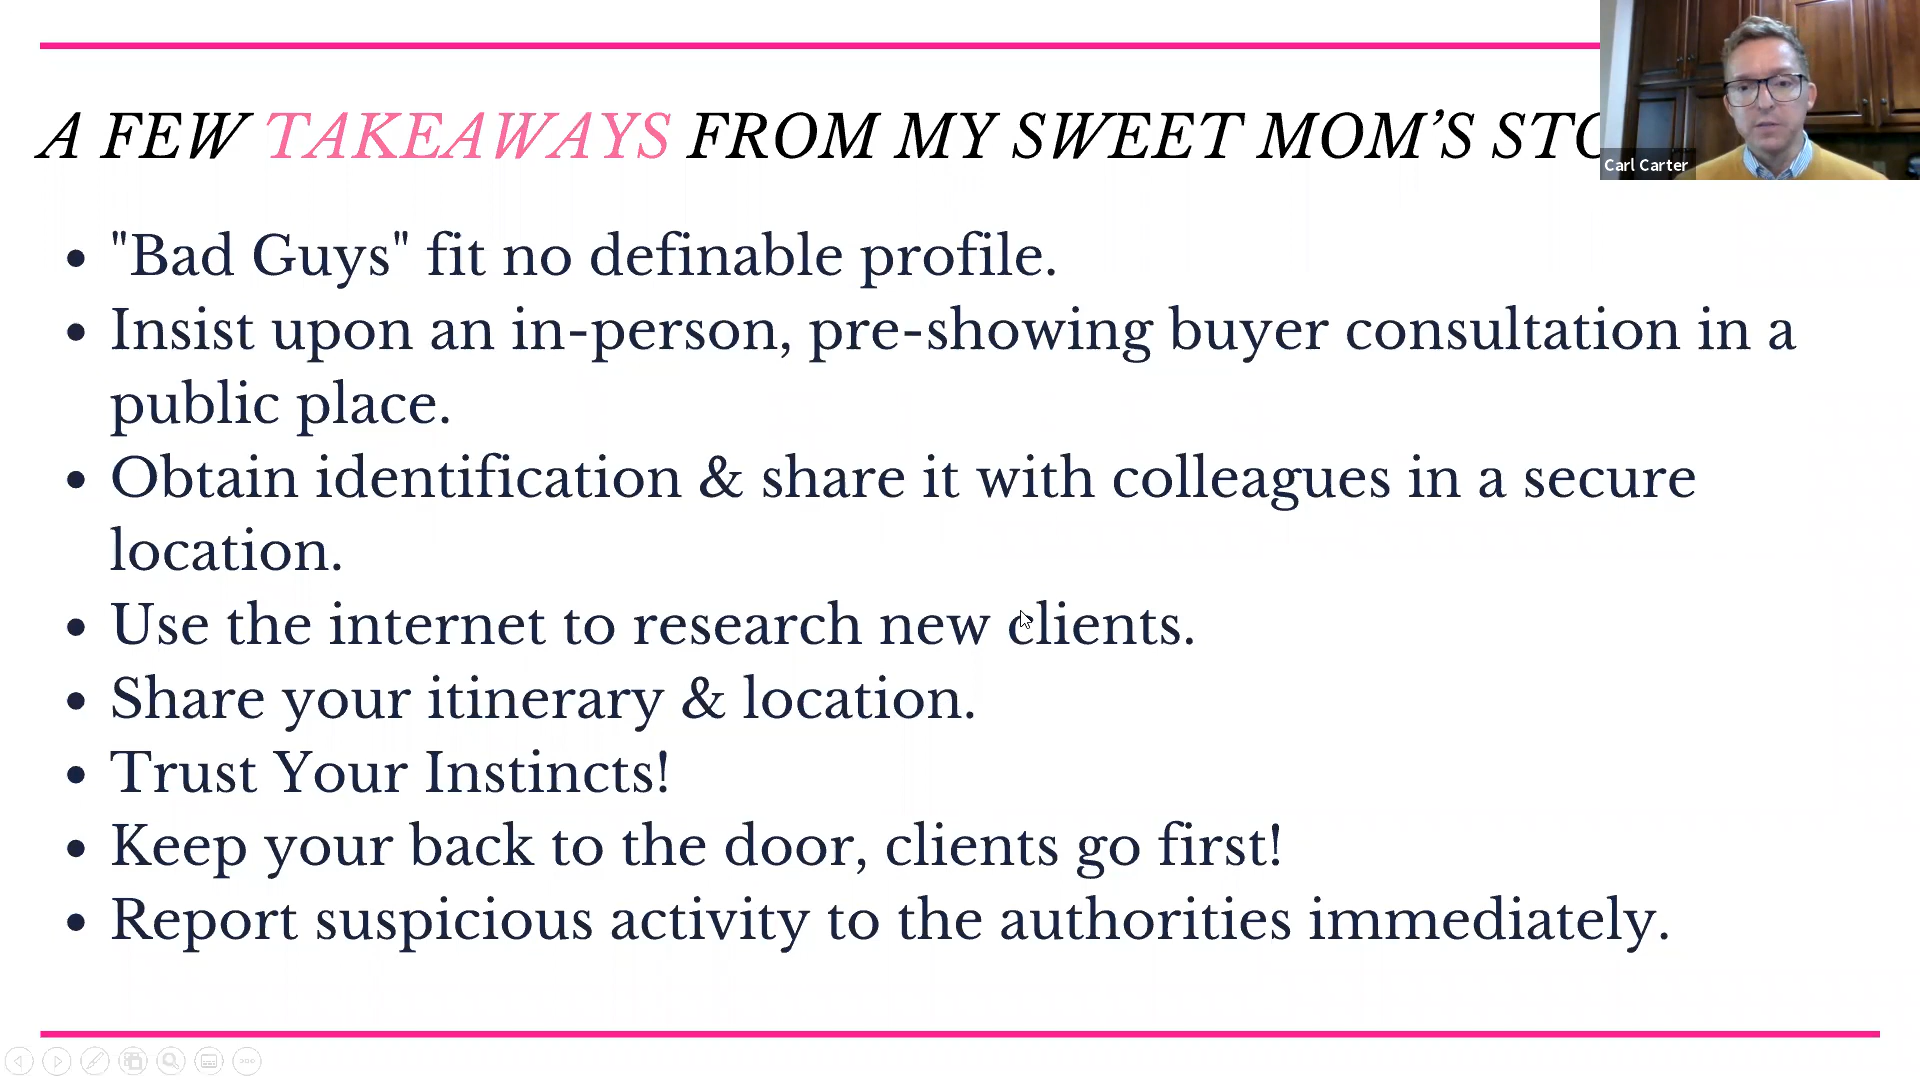 A FEW TAKEAWAYS FROM MY SWEET MOM’S STO
Carl Carter
• "Bad Guys" fit no definable profile.
• Insist upon an in-person, pre-showing buyer consultation in a
public place.
• Obtain identification & share it with colleagues in a secure
location.
• Use the internet to research new clients.
• Share your itinerary & location.
• Trust Your Instincts!
• Keep your back to the door, clients go first!
• Report suspicious activity to the authorities immediately.